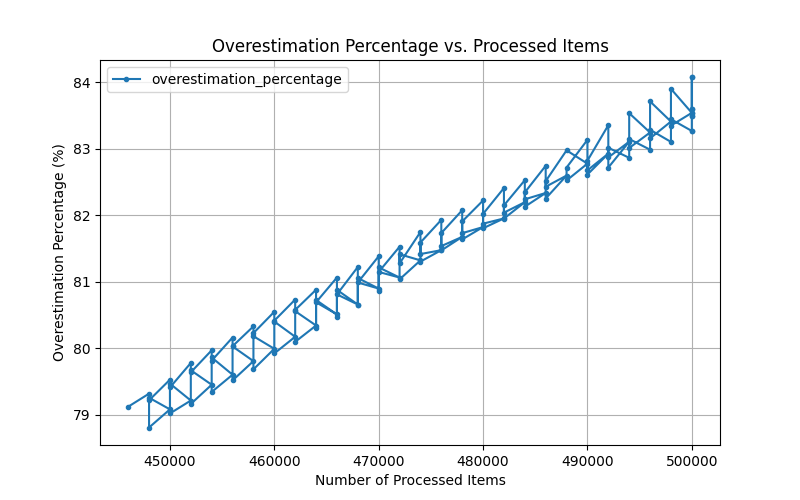 Overestimation Percentage vs. Processed Items
overestimation_percentage
84
83
82
81
80
79
Overestimation Percentage (%)
450000 460000 470000 480000 490000 500000
Number of Processed Items